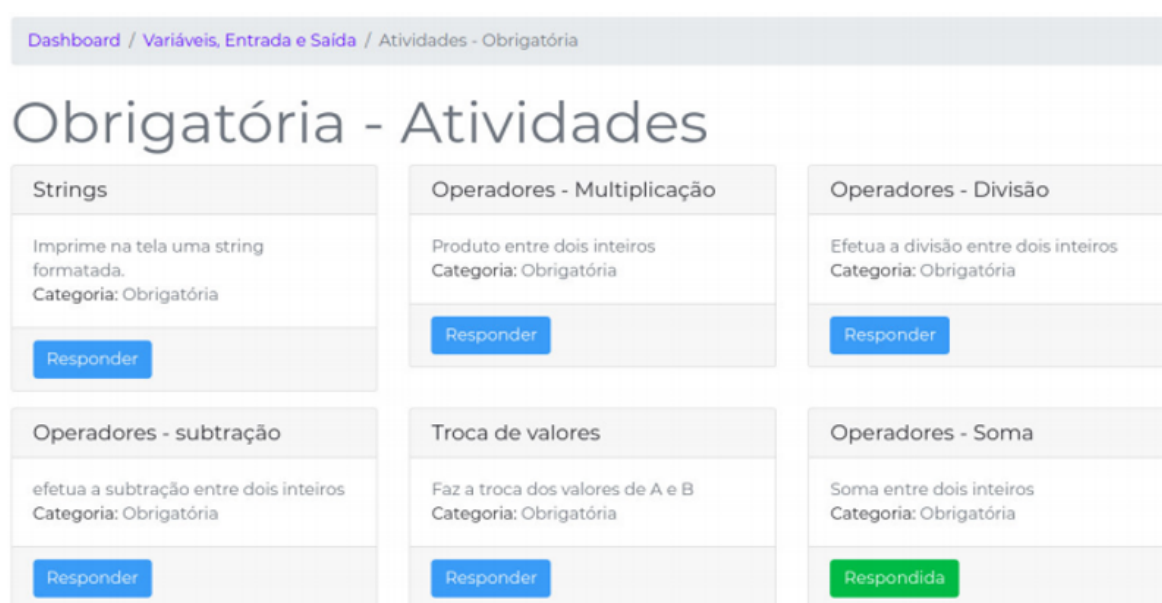 Dashboard / Variáveis, Entrada e Saída / Atividades - Obrigatória
Obrigatória - Atividades
Strings
Imprime na tela uma string
formatada.
Categoria: Obrigatória
Responder
Operadores - Multiplicação
Produto entre dois inteiros
Categoria: Obrigatória
Responder
Operadores - Divisão
Efetua a divisão entre dois inteiros
Categoria: Obrigatória
Responder
Operadores - subtração
efetua a subtração entre dois inteiros
Categoria: Obrigatória
Responder
Troca de valores
Faz a troca dos valores de A e B
Categoria: Obrigatória
Responder
Operadores - Soma
Soma entre dois inteiros
Categoria: Obrigatória
Respondida